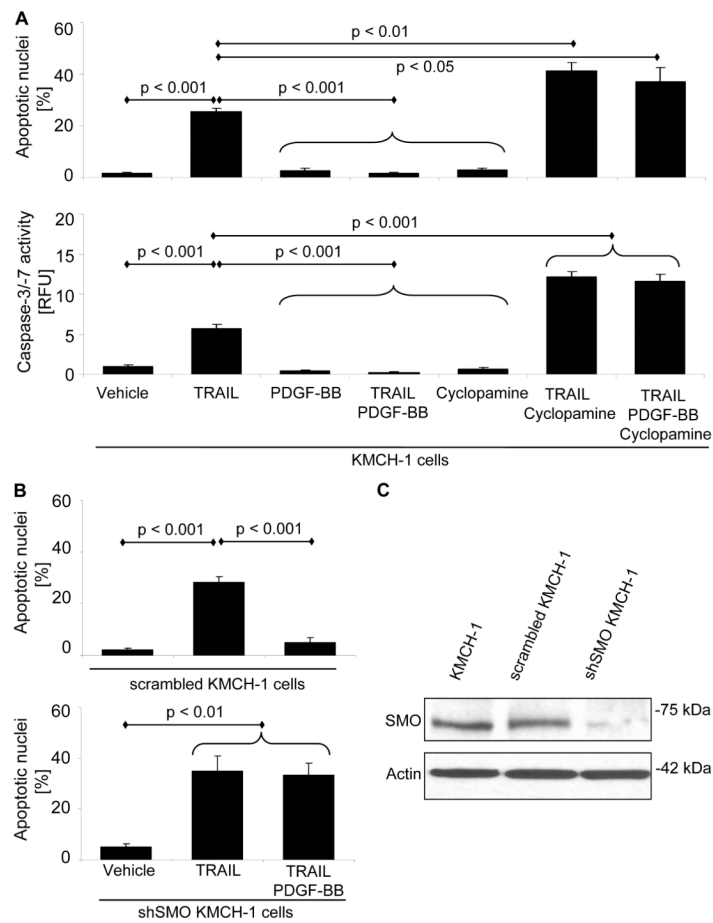 A
60
40
20
0
Apoptotic nuclei
[%]
p < 0.01
p < 0.05
p < 0.001
p < 0.001
20
15
10
5
0
Caspase-3/-7 activity
[RFU]
p < 0.001
p < 0.001
p < 0.001
Vehicle
TRAIL
PDGF-BB
TRAIL
PDGF-BB
Cyclopamine
TRAIL
Cyclopamine
TRAIL
PDGF-BB
Cyclopamine
KMCH-1 cells
B
60
40
20
0
Apoptotic nuclei
[%]
p < 0.001
p < 0.001
scrambled KMCH-1 cells
60
40
20
0
Apoptotic nuclei
[%]
p < 0.01
Vehicle
TRAIL
TRAIL
PDGF-BB
shSMO KMCH-1 cells
C
KMCH-1
scrambled KMCH-1
shSMO KMCH-1
SMO
-75 kDa
Actin
-42 kDa